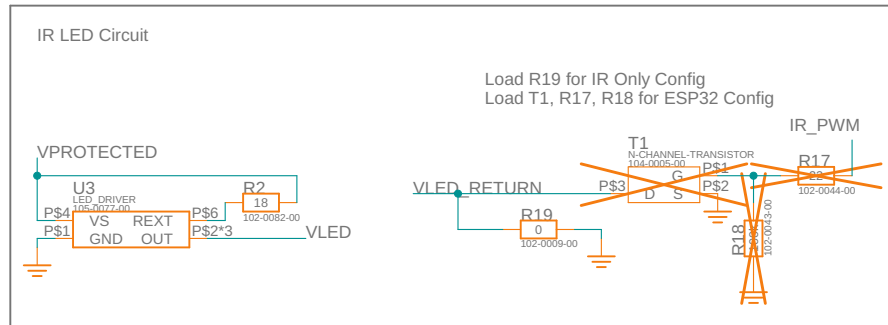 IR LED Circuit
Load R19 for IR Only Config
Load T1, R17, R18 for ESP32 Config
IR_PWM
VPROTECTED
T1
N-CHANNEL-TRANSISTOR
104-0005-00
P$1
G
R17
22
102-0044-00
U3
LED_DRIVER
105-0077-00
R2
18
102-0082-00
VLED_RETURN
P$3
D
S
P$2
P$4
VS
REXT
P$6
P$1
GND
OUT
P$2*3
VLED
R19
0
102-0009-00
R18
102-0043-00